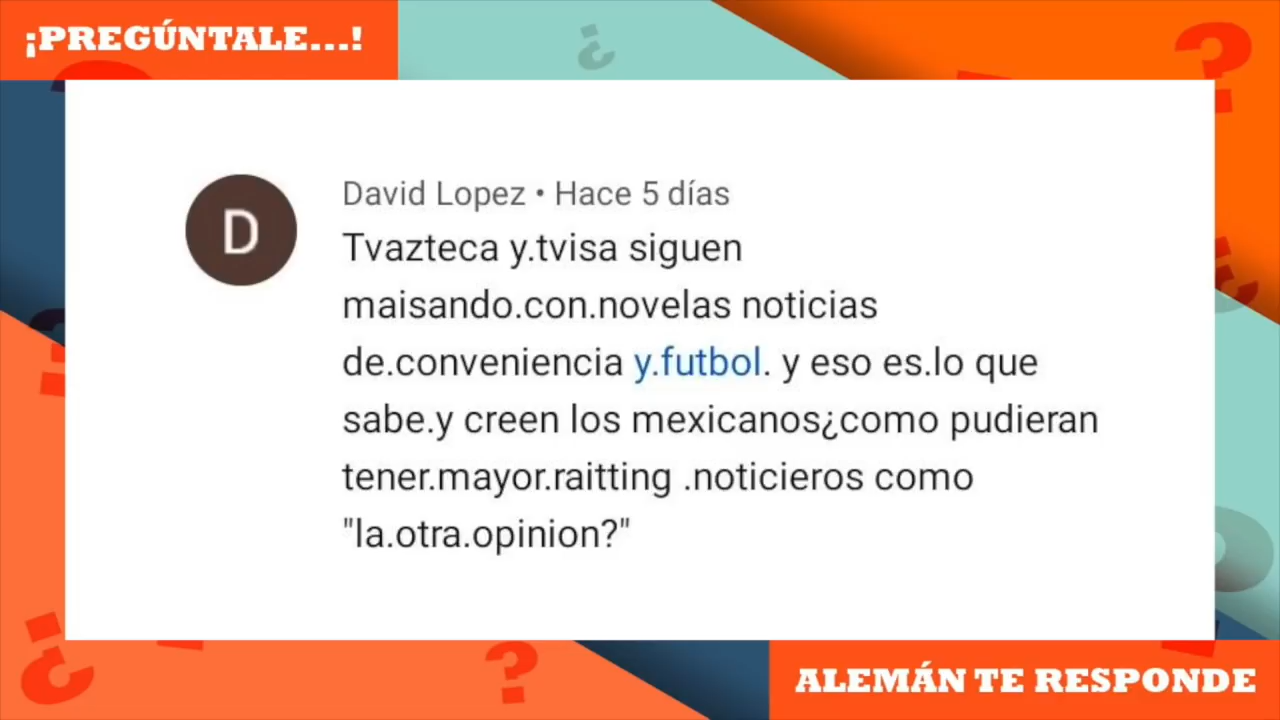 ¡PREGÚNTALE...!
D
David Lopez • Hace 5 días
Tvazteca y.tvisa siguen
maisando.con.novelas noticias
de.conveniencia y.futbol. y eso es.lo que
sabe.y creen los mexicanos¿como pudieran
tener.mayor.raitting .noticieros como
"la.otra.opinion?"
ALEMÁN TE RESPONDE